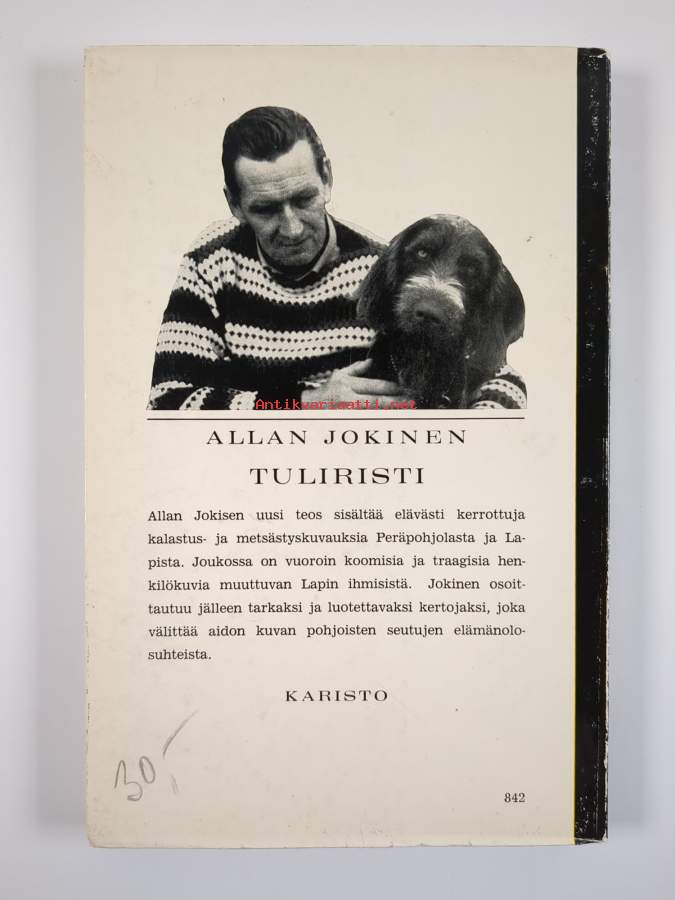 Antikvariaatti.net
ALLAN JOKINEN
TULIRISTI
Allan Jokisen uusi teos sisältää elävästi kerrottuja
kalastus- ja metsästyskuvauksia Peräpohjolasta ja La-
pista. Joukossa on vuoroin koomisia ja traagisia hen-
kilökuvia muuttuvan Lapin ihmisistä. Jokinen osoit-
tautuu jälleen tarkaksi ja luotettavaksi kertojaksi, joka
välittää aidon kuvan pohjoisten seutujen elämänolo-
suhteista.
KARISTO
30,-
842